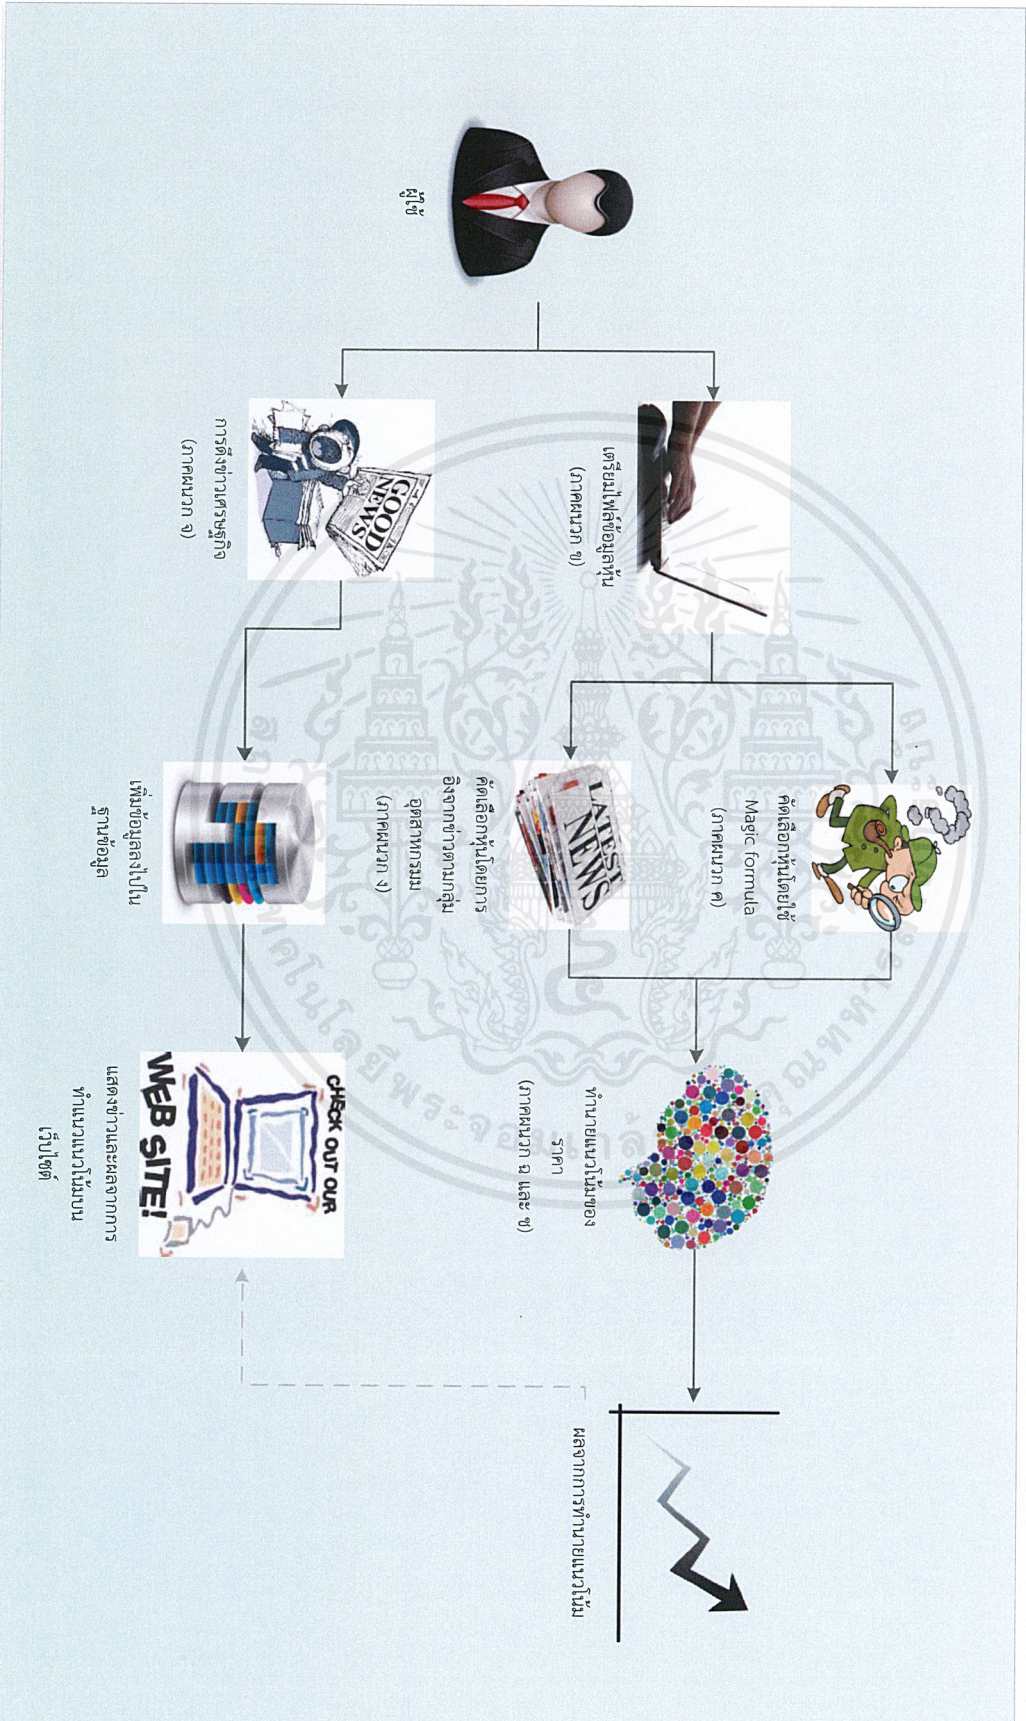 ผู้ใช้
เตรียมไฟล์ข้อมูลหุ้น
(ภาคผนวก ข)
คัดเลือกหุ้นโดยใช้
Magic formula
(ภาคผนวก ค)
LATEST
NEWS
คัดเลือกหุ้นโดยการ
อิงจากข่าวตามกลุ่ม
อุตสาหกรรม
(ภาคผนวก ง)
ทำนายแนวโน้มของ
ราคา
(ภาคผนวก ฉ และ ช)
ผลจากการทำนายแนวโน้ม
GOOD
NEWS
การดึงข่าวเศรษฐกิจ
(ภาคผนวก จ)
เพิ่มข้อมูลลงไปใน
ฐานข้อมูล
CHECK OUT OUR
WEB SITE!
แสดงข่าวและผลจากการ
ทำแนวแนวโน้มบน
เว็บไซต์